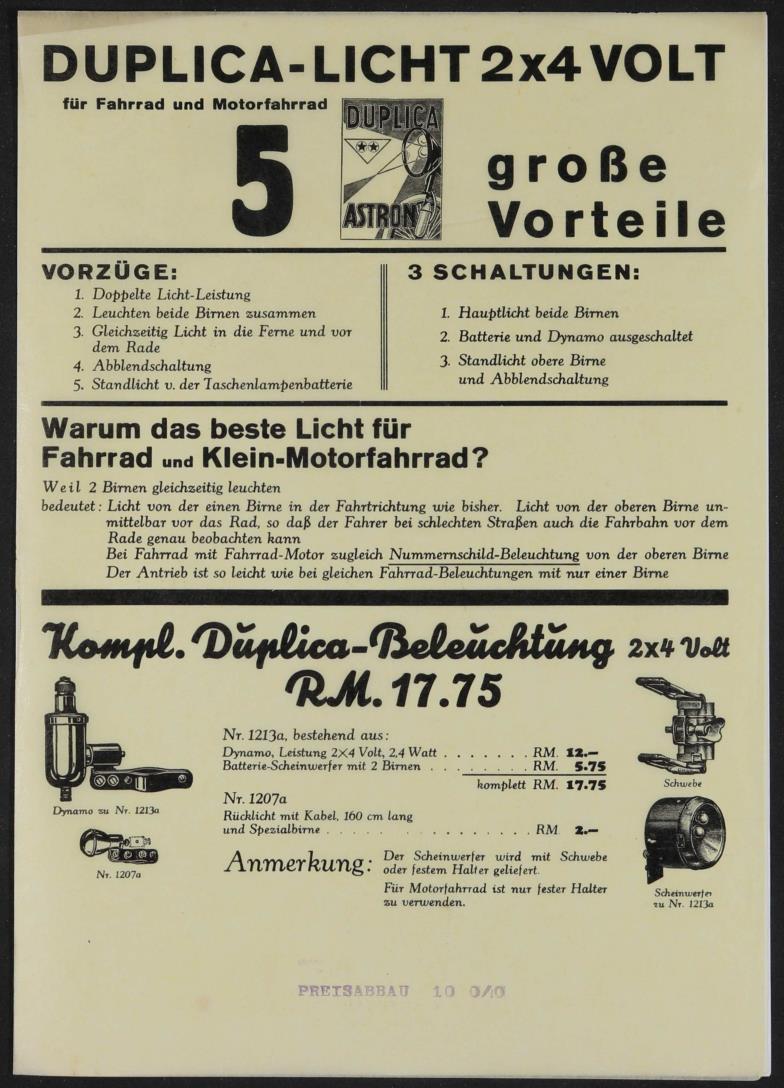 DUPLICA-LICHT 2x4 VOLT
für Fahrrad und Motorfahrrad
5
DUPLICA
ASTRON
große
Vorteile
VORZÜGE:
1. Doppelte Licht-Leistung
2. Leuchten beide Birnen zusammen
3. Gleichzeitig Licht in die Ferne und vor
dem Rade
4. Abblendschaltung
5. Standlicht v. der Taschenlampenbatterie
3 SCHALTUNGEN:
1. Hauptlicht beide Birnen
2. Batterie und Dynamo ausgeschaltet
3. Standlicht obere Birne
und Abblendschaltung
Warum das beste Licht für
Fahrrad und Klein-Motorfahrrad?
Weil 2 Birnen gleichzeitig leuchten
bedeutet: Licht von der einen Birne in der Fahrtrichtung wie bisher. Licht von der oberen Birne un-
mittelbar vor das Rad, so daß der Fahrer bei schlechten Straßen auch die Fahrbahn vor dem
Rade genau beobachten kann
Bei Fahrrad mit Fahrrad-Motor zugleich Nummernschild-Beleuchtung von der oberen Birne
Der Antrieb ist so leicht wie bei gleichen Fahrrad-Beleuchtungen mit nur einer Birne
Kompl. Duplica-Beleuchtung 2x4 Volt
RM. 17.75
Dynamo zu Nr. 1213a
Nr. 1207a
Nr. 1213a, bestehend aus:
Dynamo, Leistung 2×4 Volt, 2,4 Watt . . . . . . . RM. 12.—
Batterie-Scheinwerfer mit 2 Birnen . . . . . . . . RM. 5.75
komplett RM. 17.75
Nr. 1207a
Rücklicht mit Kabel, 160 cm lang
und Spezialbirne . . . . . . . . . . . . . . . RM 2.—
Anmerkung: Der Scheinwerfer wird mit Schwebe
oder festem Halter geliefert.
Für Motorfahrrad ist nur fester Halter
zu verwenden.
Schwebe
Scheinwerfer
zu Nr. 1213a
PREISABBAU 10 0/0